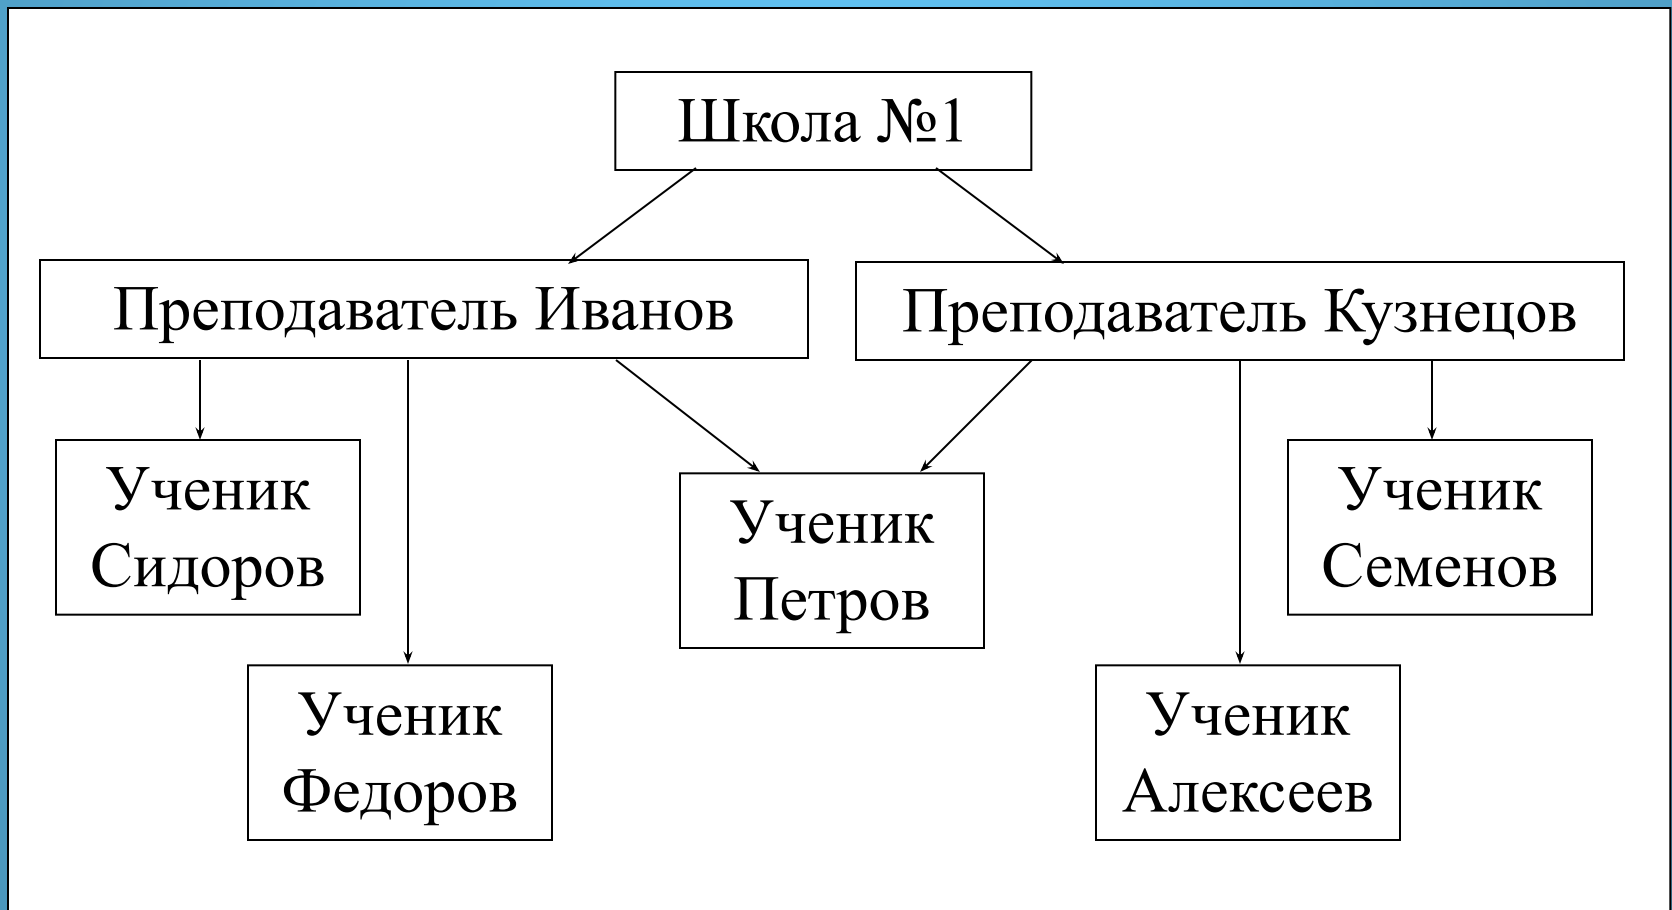 Школа №1
Преподаватель Иванов
Преподаватель Кузнецов
Ученик
Сидоров
Ученик
Петров
Ученик
Семенов
Ученик
Федоров
Ученик
Алексеев